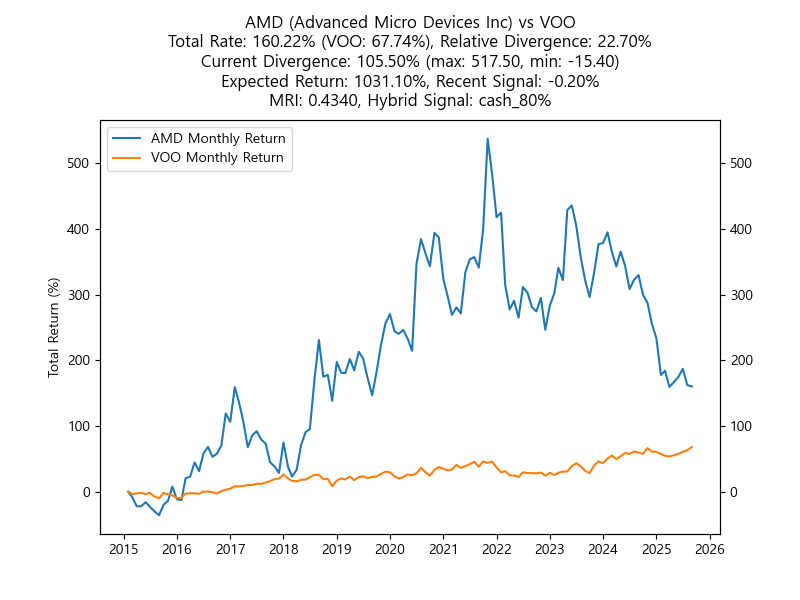 AMD (Advanced Micro Devices Inc) vs VOO
Total Rate: 160.22% (VOO: 67.74%), Relative Divergence: 22.70%
Current Divergence: 105.50% (max: 517.50, min: -15.40)
Expected Return: 1031.10%, Recent Signal: -0.20%
MRI: 0.4340, Hybrid Signal: cash_80%
AMD Monthly Return
VOO Monthly Return
Total Return (%)
500
400
300
200
100
0
500
400
300
200
100
0
2015 2016 2017 2018 2019 2020 2021 2022 2023 2024 2025 2026